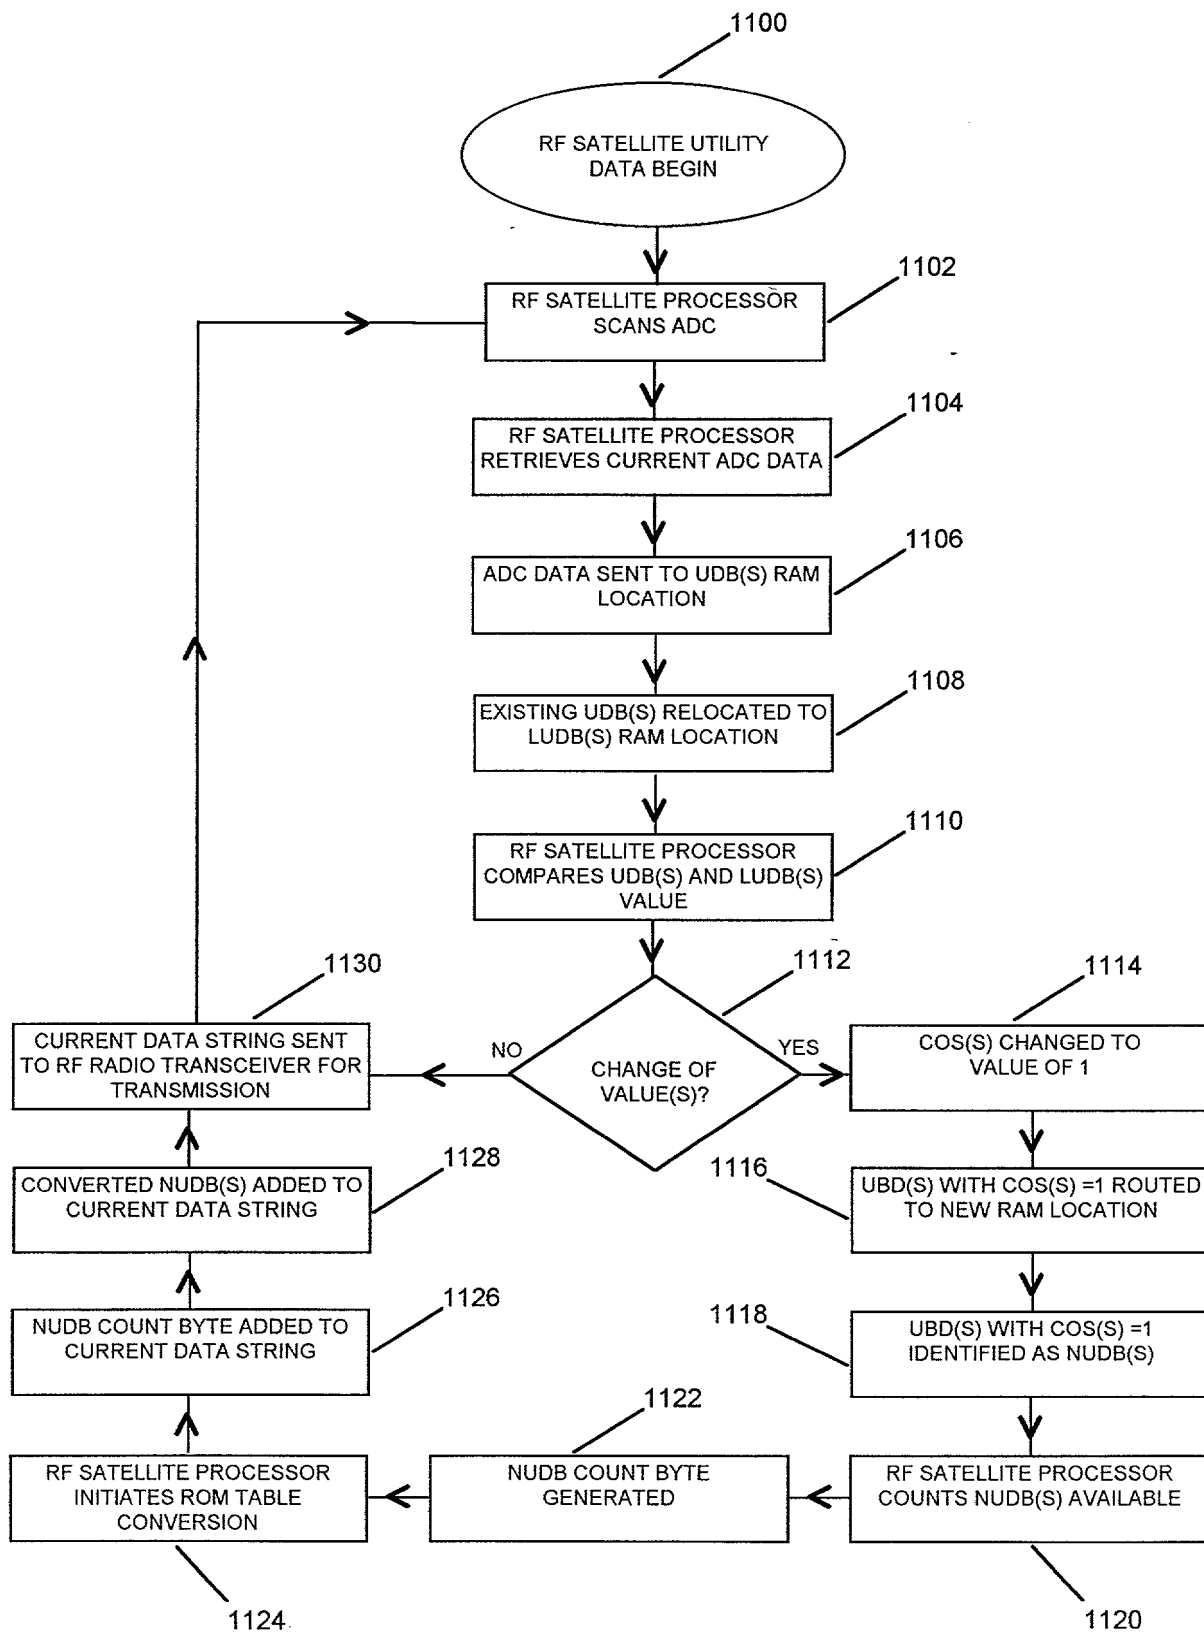 1100
RF SATELLITE UTILITY
DATA BEGIN
1102
RF SATELLITE PROCESSOR
SCANS ADC
1104
RF SATELLITE PROCESSOR
RETRIEVES CURRENT ADC DATA
1106
ADC DATA SENT TO UDB(S) RAM
LOCATION
1108
EXISTING UDB(S) RELOCATED TO
LUDB(S) RAM LOCATION
1110
RF SATELLITE PROCESSOR
COMPARES UDB(S) AND LUDB(S)
VALUE
1112
CHANGE OF
VALUE(S)?
NO
YES
1114
COS(S) CHANGED TO
VALUE OF 1
1116
UBD(S) WITH COS(S) =1 ROUTED
TO NEW RAM LOCATION
1118
UBD(S) WITH COS(S) =1
IDENTIFIED AS NUDB(S)
1120
RF SATELLITE PROCESSOR
COUNTS NUDB(S) AVAILABLE
1122
NUDB COUNT BYTE
GENERATED
1124
RF SATELLITE PROCESSOR
INITIATES ROM TABLE
CONVERSION
1126
NUDB COUNT BYTE ADDED TO
CURRENT DATA STRING
1128
CONVERTED NUDB(S) ADDED TO
CURRENT DATA STRING
1130
CURRENT DATA STRING SENT
TO RF RADIO TRANSCEIVER FOR
TRANSMISSION